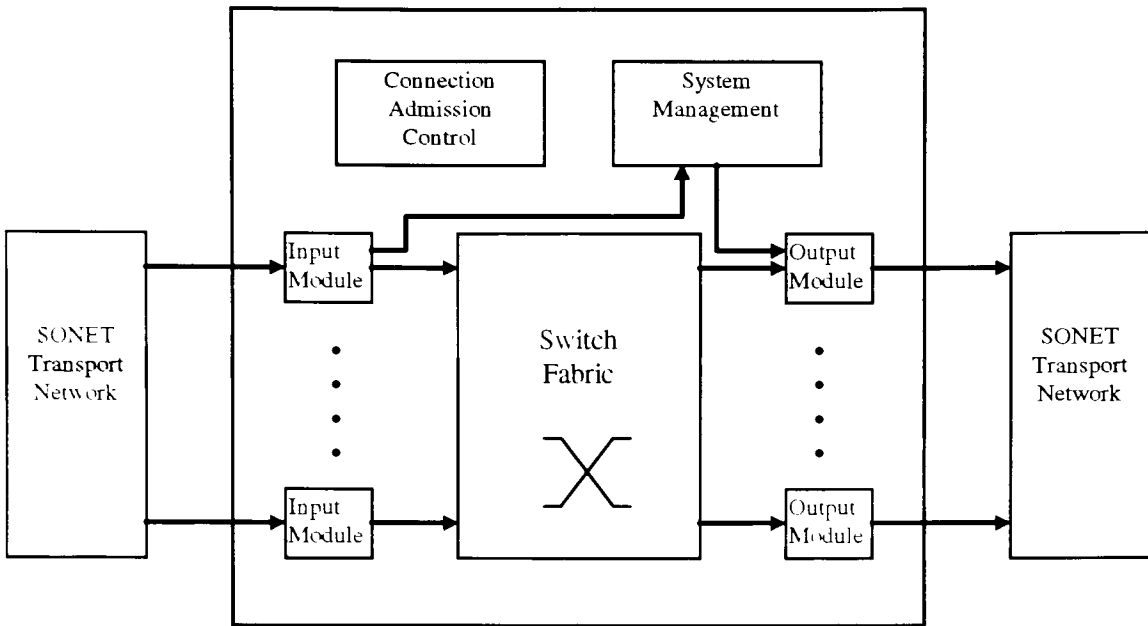 Connection
Admission
Control
System
Management
SONET
Transport
Network
Input
Module
Switch
Fabric
Output
Module
SONET
Transport
Network
Input
Module
Output
Module